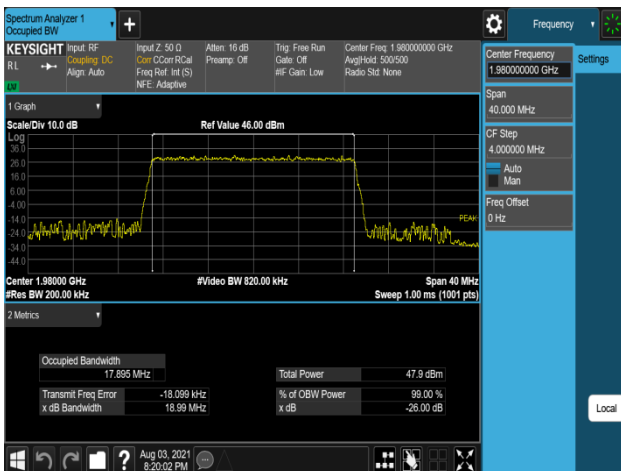 Spectrum Analyzer 1
Occupied BW
Frequency
KEYSIGHT
RL
Input: RF
Coupling: DC
Align: Auto
Input Z: 50 Ω
Corr CCorr RCal
Freq Ref: Int (S)
NFE: Adaptive
Atten: 16 dB
Preamp: Off
Trig: Free Run
Gate: Off
#IF Gain: Low
Center Freq: 1.980000000 GHz
Avg|Hold: 500/500
Radio Std: None
Center Frequency
1.980000000 GHz
Settings
Span
40.000 MHz
CF Step
4.000000 MHz
Auto
Man
Freq Offset
0 Hz
Local
1 Graph
Scale/Div 10.0 dB
Ref Value 46.00 dBm
Log
36.0
26.0
16.0
6.00
-4.00
-14.0
-24.0
-34.0
-44.0
PEAK
Center 1.98000 GHz
#Video BW 820.00 kHz
Span 40 MHz
#Res BW 200.00 kHz
Sweep 1.00 ms (1001 pts)
2 Metrics
Occupied Bandwidth
17.895 MHz
Total Power
47.9 dBm
Transmit Freq Error
-18.099 kHz
% of OBW Power
99.00 %
x dB Bandwidth
18.99 MHz
x dB
-26.00 dB
?
Aug 03, 2021
8:20:02 PM